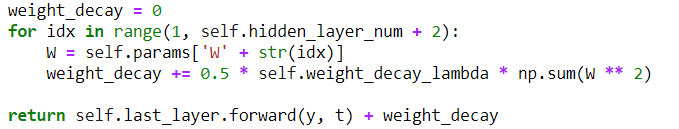 weight_decay = 0
for idx in range(1, self.hidden_layer_num + 2):
    W = self.params['W' + str(idx)]
    weight_decay += 0.5 * self.weight_decay_lambda * np.sum(W ** 2)

return self.last_layer.forward(y, t) + weight_decay